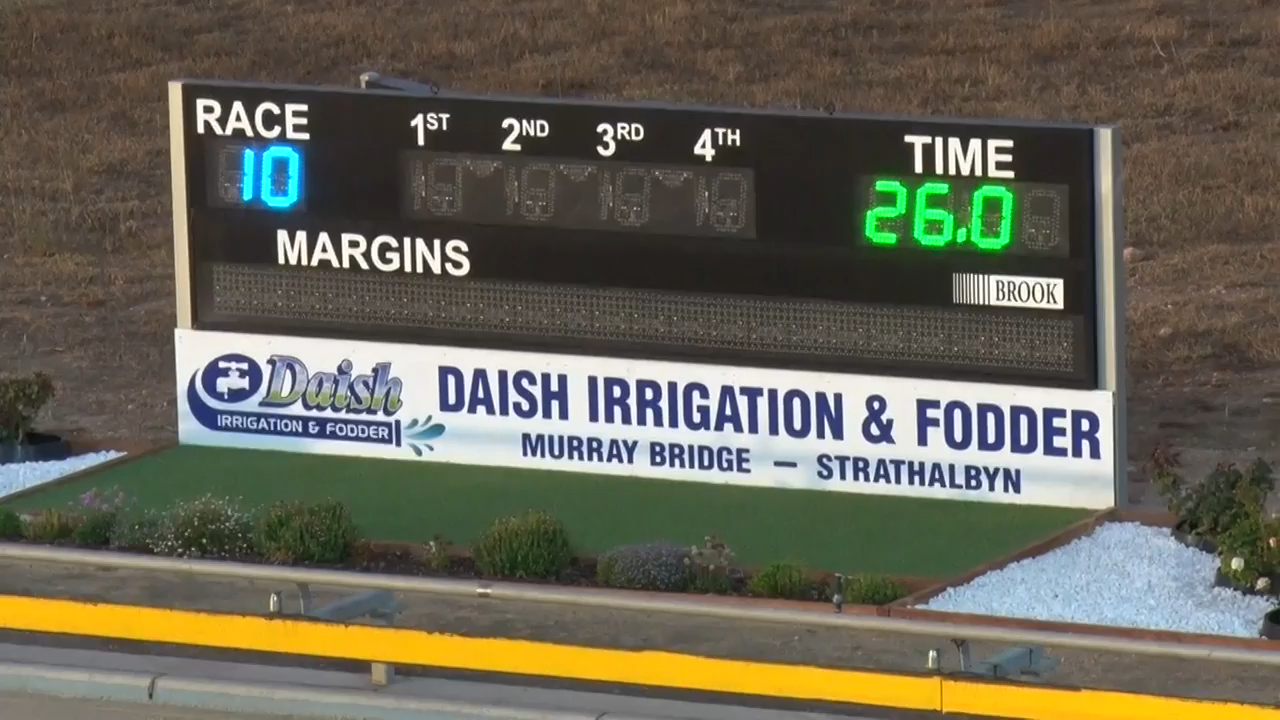 RACE 1ST 2ND 3RD 4TH TIME
10 26.0
MARGINS
BROOK
Daish
IRRIGATION & FODDER
DAISH IRRIGATION & FODDER
MURRAY BRIDGE — STRATHALBYN